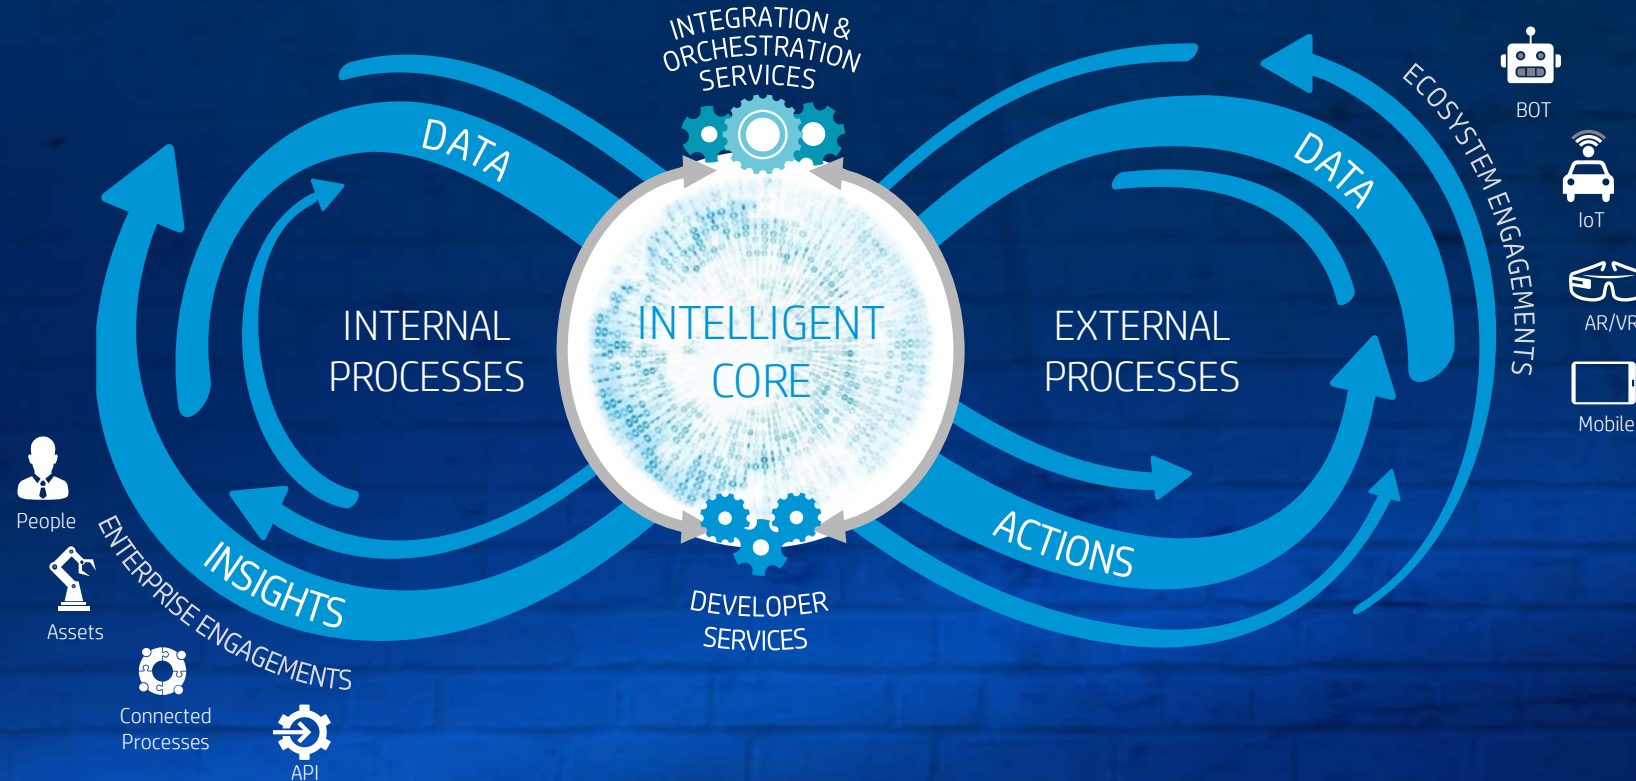 INTEGRATION &
ORCHESTRATION
SERVICES
DATA
DATA
ECOSYSTEM ENGAGEMENTS
BOT
IoT
AR/VR
Mobile
INTERNAL
PROCESSES
INTELLIGENT
CORE
EXTERNAL
PROCESSES
People
Assets
Connected
Processes
API
ENTERPRISE ENGAGEMENTS
INSIGHTS
ACTIONS
DEVELOPER
SERVICES